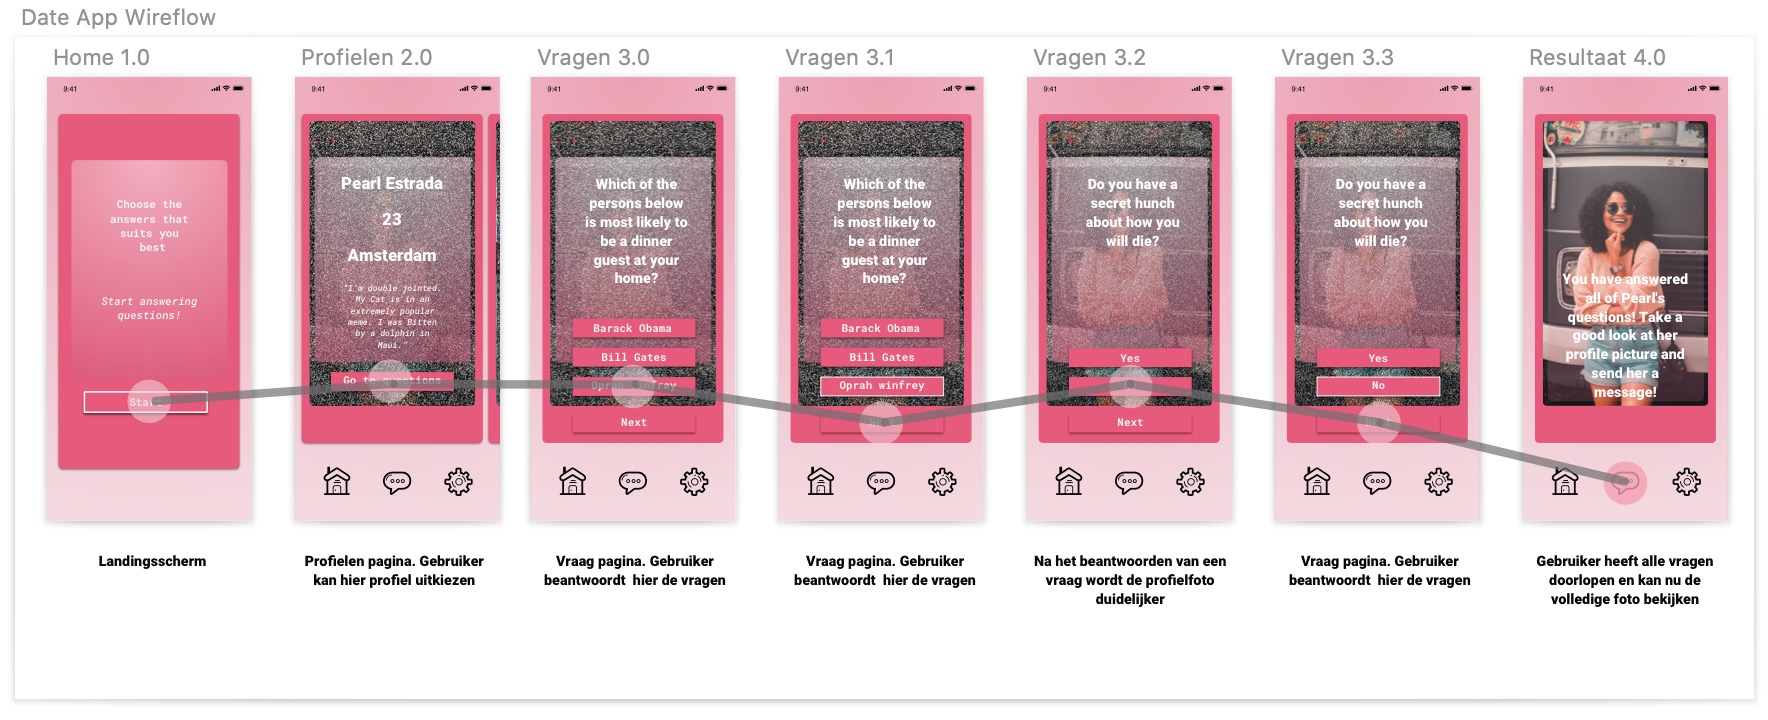 Date App Wireflow
Home 1.0
Profielen 2.0
Vragen 3.0
Vragen 3.1
Vragen 3.2
Vragen 3.3
Resultaat 4.0
9:41
Choose the
answers that
suits you
best
Start answering
questions!
Start
Landingsscherm
9:41
Pearl Estrada
23
Amsterdam
"I'm double jointed.
My Cat is in an
extremely popular
meme. I was Bitten
by a dolphin in
Maui."
Go to questions
Profielen pagina. Gebruiker
kan hier profiel uitkiezen
9:41
Which of the
persons below
is most likely to
be a dinner
guest at your
home?
Barack Obama
Bill Gates
Oprah winfrey
Next
Vraag pagina. Gebruiker
beantwoordt hier de vragen
9:41
Which of the
persons below
is most likely to
be a dinner
guest at your
home?
Barack Obama
Bill Gates
Oprah winfrey
Next
Vraag pagina. Gebruiker
beantwoordt hier de vragen
9:41
Do you have a
secret hunch
about how you
will die?
Yes
Next
Na het beantwoorden van een
vraag wordt de profielfoto
duidelijker
9:41
Do you have a
secret hunch
about how you
will die?
Yes
No
Next
Vraag pagina. Gebruiker
beantwoordt hier de vragen
9:41
You have answered
all of Pearl's
questions! Take a
good look at her
profile picture and
send her a
message!
Gebruiker heeft alle vragen
doorlopen en kan nu de
volledige foto bekijken